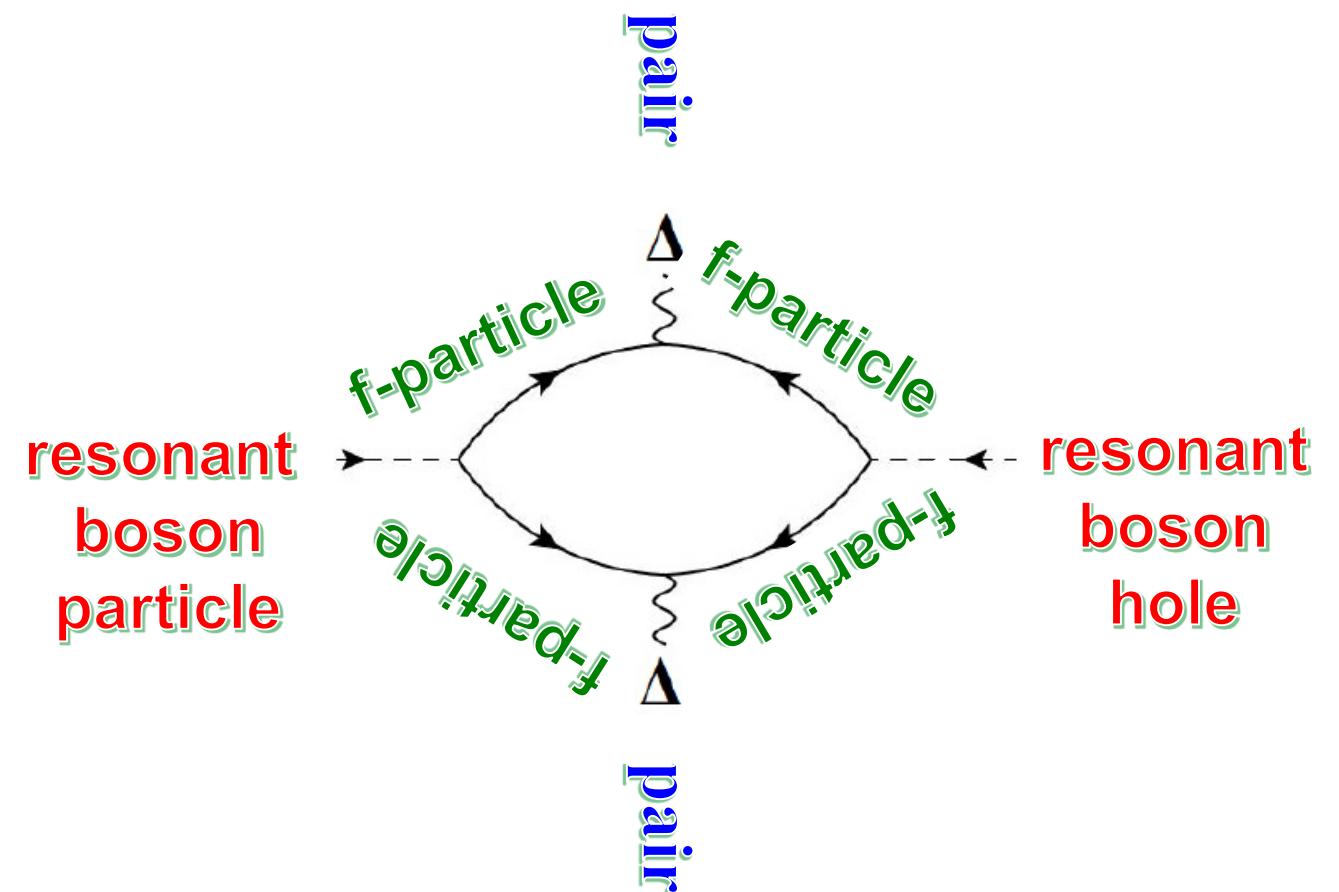 pair
Δ
f-particle
f-particle
resonant
boson
particle
resonant
boson
hole
f-particle
f-particle
Δ
pair